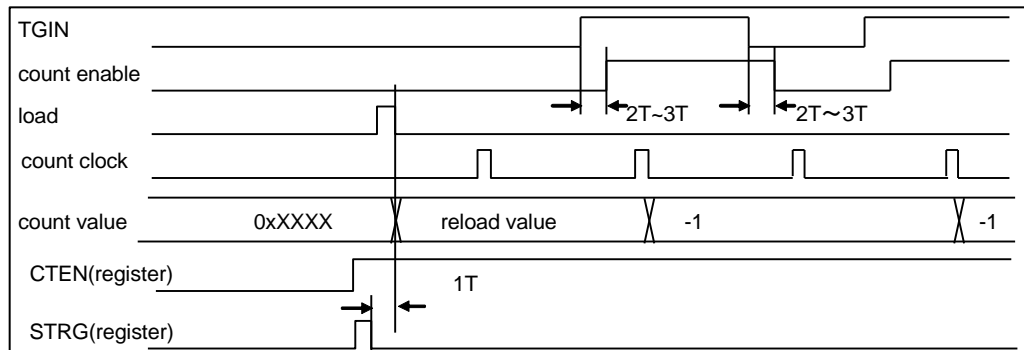 TGIN
count enable
load
2T~3T 2T～3T
count clock
count value 0xXXXX reload value -1 -1
CTEN(register)
1T
STRG(register)